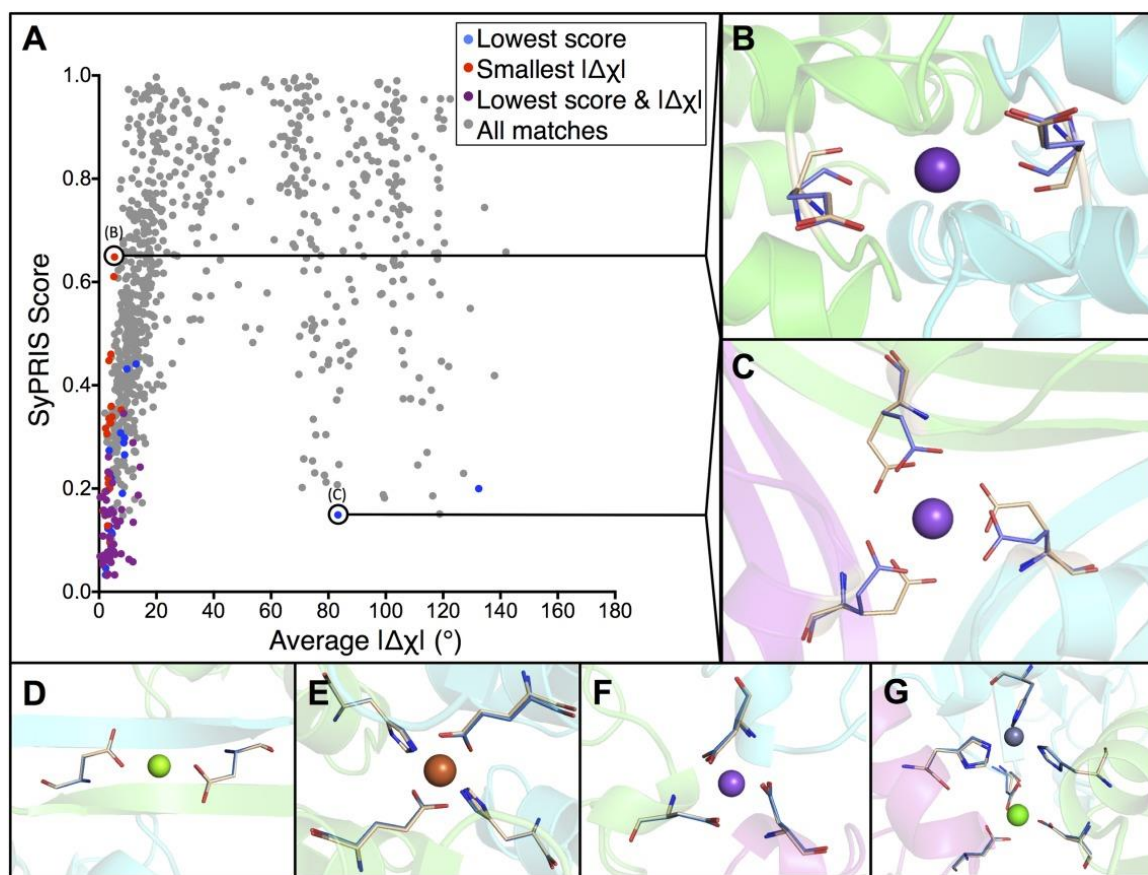 A
Lowest score
Smallest |Δχ|
Lowest score & |Δχ|
All matches
SyPRIS Score
1.0
0.8
0.6
0.4
0.2
0.0
(B)
(C)
0 20 40 60 80 100 120 140 160 180
Average |Δχ| (°)
B
C
D
E
F
G